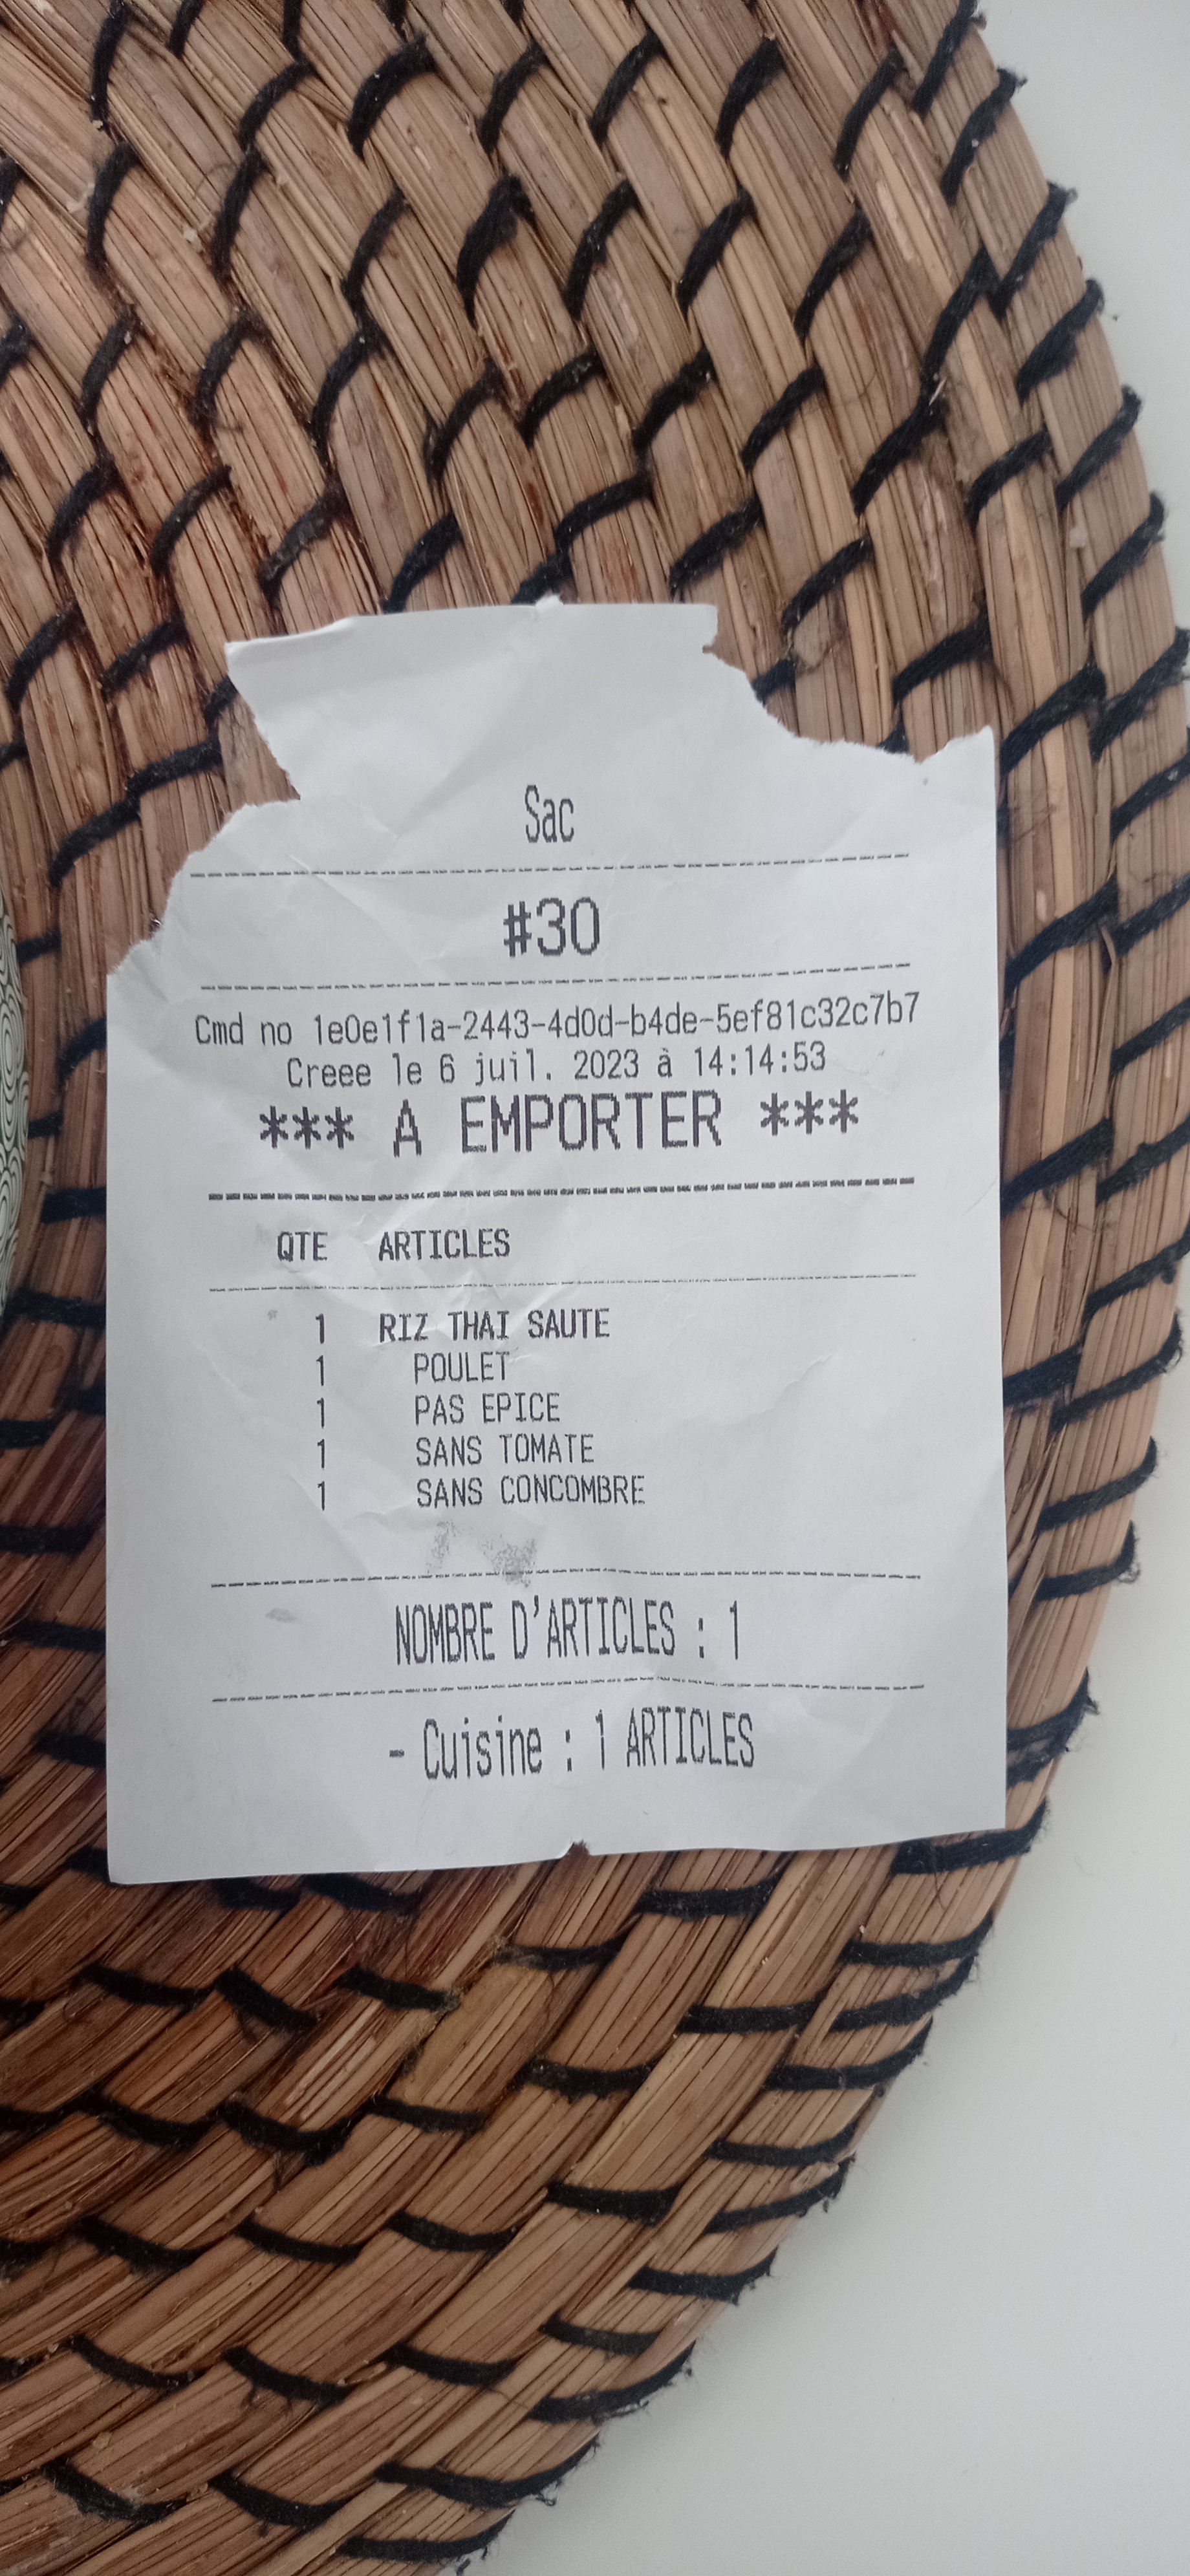 Sac
#30
Cmd no 1e0e1f1a-2443-4d0d-b4de-5ef81c32c7b7
Creee le 6 juil. 2023 à 14:14:53
*** A EMPORTER ***
QTE ARTICLES
1 RIZ THAI SAUTE
1 POULET
1 PAS EPICE
1 SANS TOMATE
1 SANS CONCOMBRE
NOMBRE D'ARTICLES : 1
- Cuisine : 1 ARTICLES